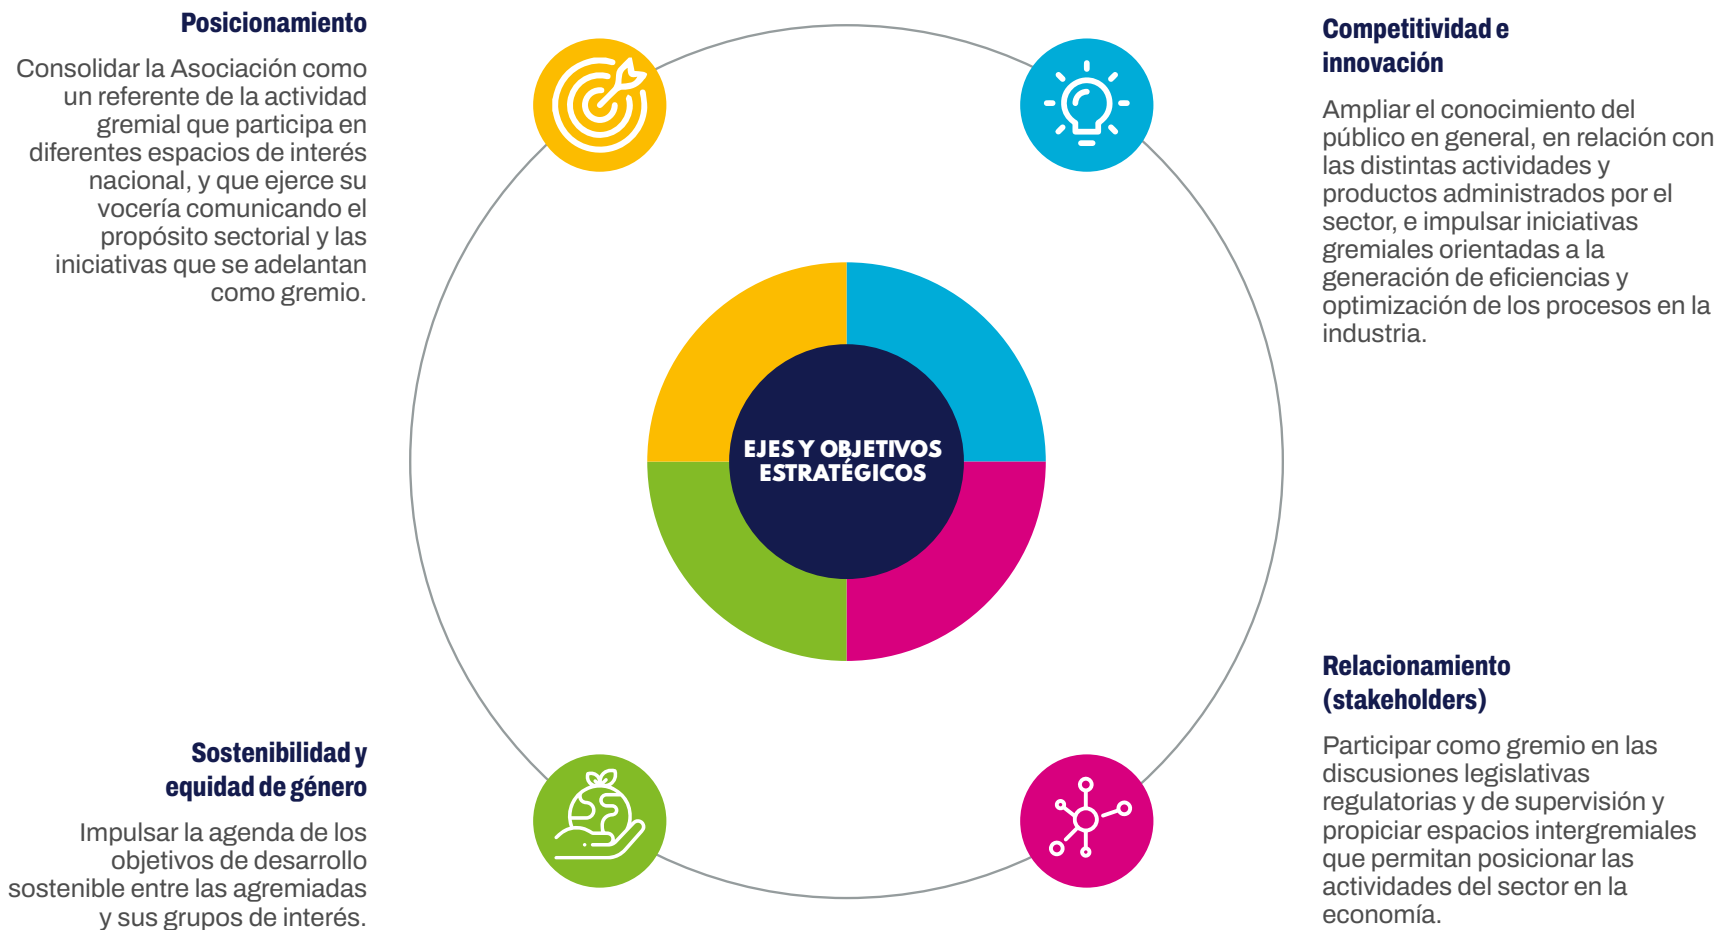 Posicionamiento
Consolidar la Asociación como
un referente de la actividad
gremial que participa en
diferentes espacios de interés
nacional, y que ejerce su
vocería comunicando el
propósito sectorial y las
iniciativas que se adelantan
como gremio.
Competitividad e
innovación
Ampliar el conocimiento del
público en general, en relación con
las distintas actividades y
productos administrados por el
sector, e impulsar iniciativas
gremiales orientadas a la
generación de eficiencias y
optimización de los procesos en la
industria.
EJES Y OBJETIVOS
ESTRATÉGICOS
Sostenibilidad y
equidad de género
Impulsar la agenda de los
objetivos de desarrollo
sostenible entre las agremiadas
y sus grupos de interés.
Relacionamiento
(stakeholders)
Participar como gremio en las
discusiones legislativas
regulatorias y de supervisión y
propiciar espacios intergremiales
que permitan posicionar las
actividades del sector en la
economía.